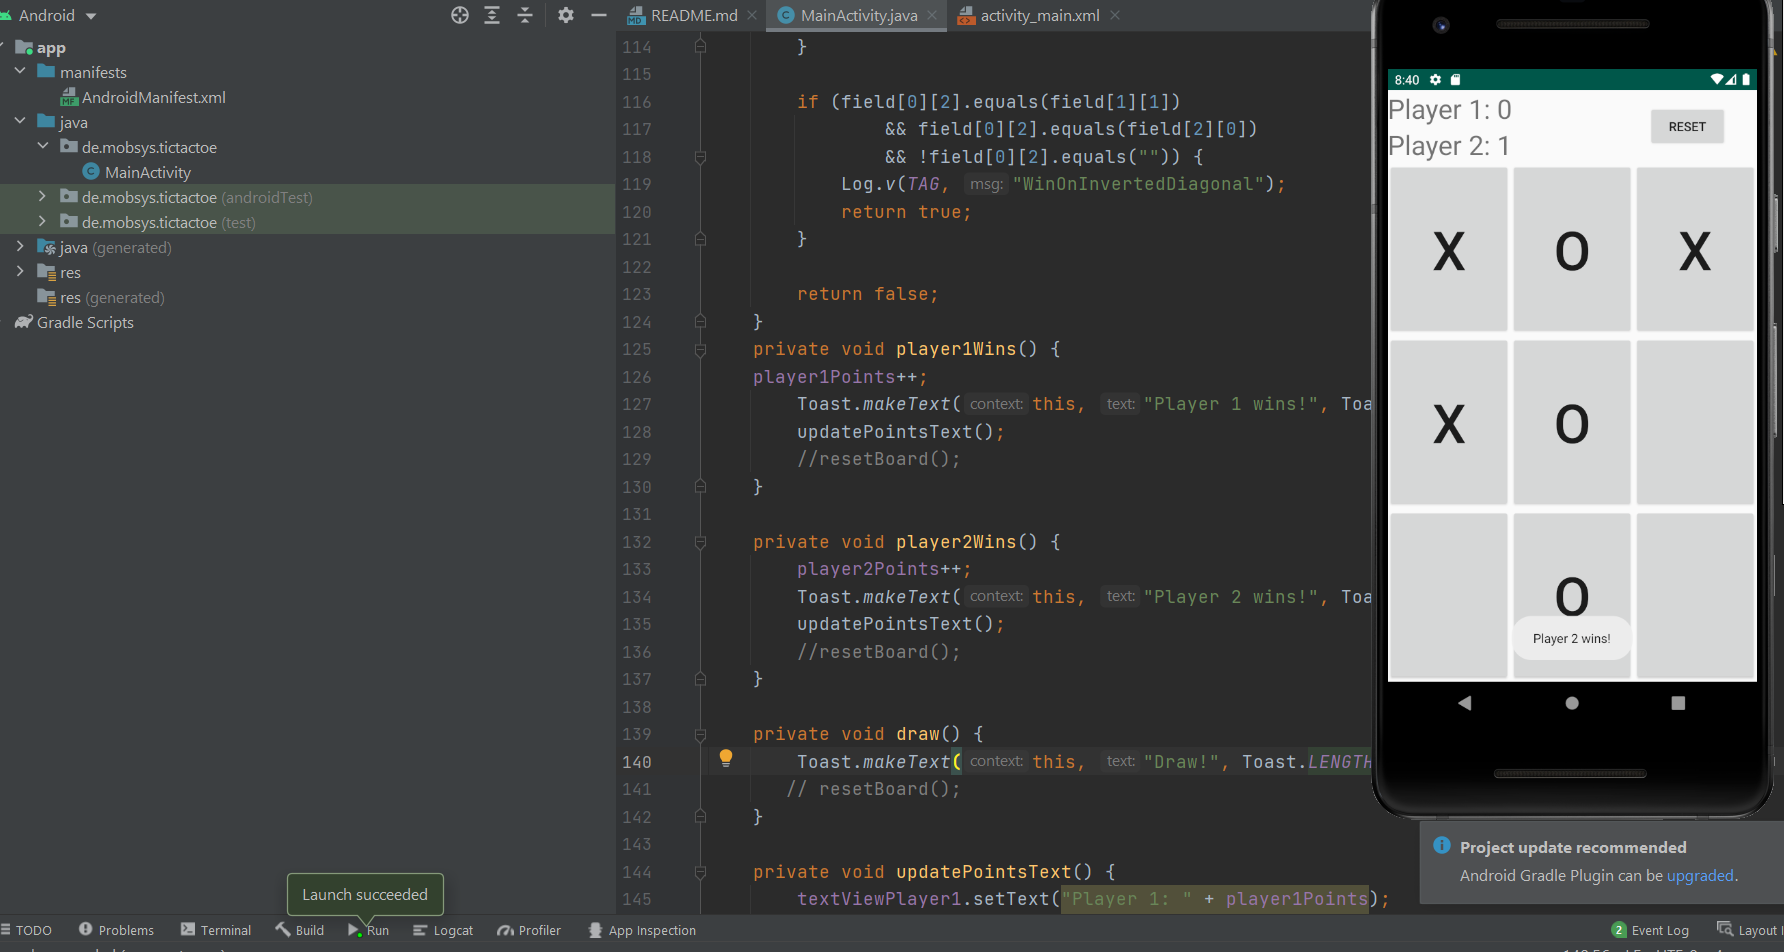 Android
README.md
MainActivity.java
activity_main.xml
app
manifests
MF AndroidManifest.xml
java
de.mobsys.tictactoe
C MainActivity
de.mobsys.tictactoe (androidTest)
de.mobsys.tictactoe (test)
java (generated)
res
res (generated)
Gradle Scripts
114 }
115
116 if (field[0][2].equals(field[1][1])
117 && field[0][2].equals(field[2][0])
118 && !field[0][2].equals("")) {
119 Log.v(TAG, msg: "WinOnInvertedDiagonal");
120 return true;
121 }
122
123 return false;
124 }
125 private void player1Wins() {
126 player1Points++;
127 Toast.makeText( context: this, text: "Player 1 wins!", Toa
128 updatePointsText();
129 //resetBoard();
130 }
131
132 private void player2Wins() {
133 player2Points++;
134 Toast.makeText( context: this, text: "Player 2 wins!", Toa
135 updatePointsText();
136 //resetBoard();
137 }
138
139 private void draw() {
140 Toast.makeText( context: this, text: "Draw!", Toast.LENGTH
141 // resetBoard();
142 }
143
144 private void updatePointsText() {
145 textViewPlayer1.setText("Player 1: " + player1Points);
8:40
Player 1: 0
RESET
Player 2: 1
X O X
X O
O
Player 2 wins!
Project update recommended
Android Gradle Plugin can be upgraded.
Launch succeeded
TODO Problems Terminal Build Run Logcat Profiler App Inspection 2 Event Log Layout